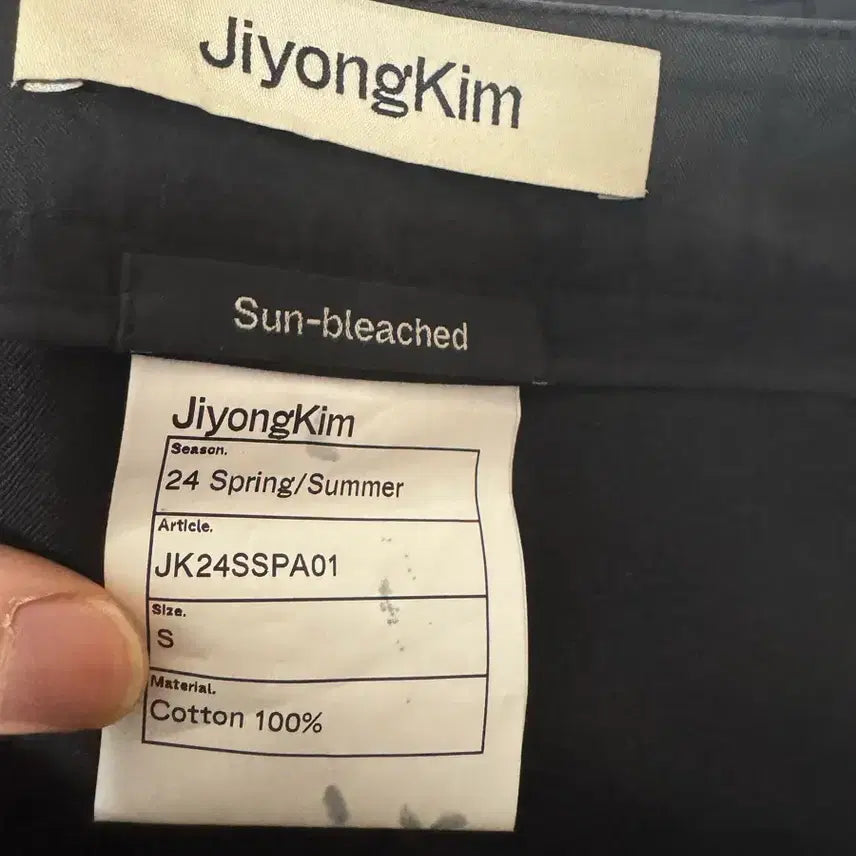 JiyongKim
Sun-bleached
JiyongKim
Season.
24 Spring/Summer
Article.
JK24SSPA01
Size.
S
Material.
Cotton 100%